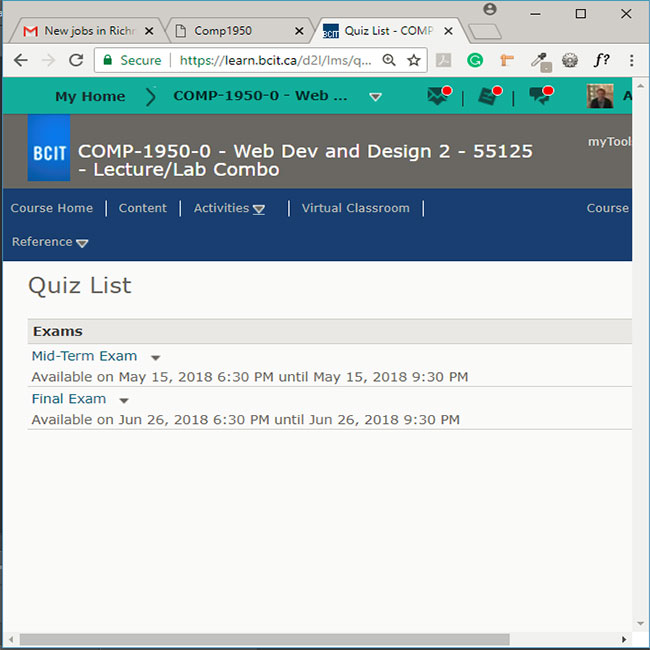 New jobs in Richm
Comp1950
Quiz List - COMP
Secure
https://learn.bcit.ca/d2l/lms/q...
f?
My Home
COMP-1950-0 - Web ...
A
BCIT
COMP-1950-0 - Web Dev and Design 2 - 55125
- Lecture/Lab Combo
myTools
Course Home
Content
Activities
Virtual Classroom
Course
Reference
Quiz List
Exams
Mid-Term Exam
Available on May 15, 2018 6:30 PM until May 15, 2018 9:30 PM
Final Exam
Available on Jun 26, 2018 6:30 PM until Jun 26, 2018 9:30 PM